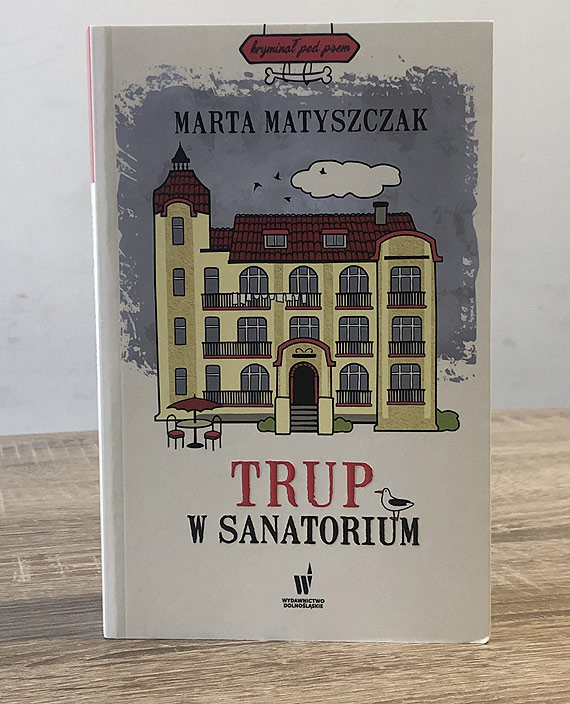 kryminał pod psem
MARTA MATYSZCZAK
TRUP
W SANATORIUM
W
WYDAWNICTWO
DOLNOŚLĄSKIE